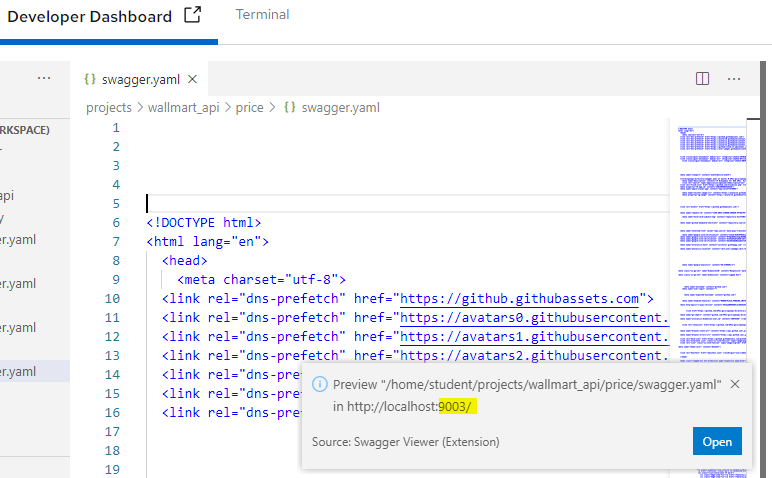 Developer Dashboard
Terminal
...
{} swagger.yaml ×
...
projects > wallmart_api > price > {} swagger.yaml
RKSPACE)
api
y
er.yaml
er.yaml
er.yaml
er.yaml
1
2
3
4
5
6 <!DOCTYPE html>
7 <html lang="en">
8 <head>
9 <meta charset="utf-8">
10 <link rel="dns-prefetch" href="https://github.githubassets.com">
11 <link rel="dns-prefetch" href="https://avatars0.githubusercontent.
12 <link rel="dns-prefetch" href="https://avatars1.githubusercontent.
13 <link rel="dns-prefetch" href="https://avatars2.githubusercontent.
14 <link rel="dns-pre
15 <link rel="dns-pre
16 <link rel="dns-pre
17
18
19
Preview "/home/student/projects/wallmart_api/price/swagger.yaml" ×
in http://localhost:9003/
Source: Swagger Viewer (Extension)
Open